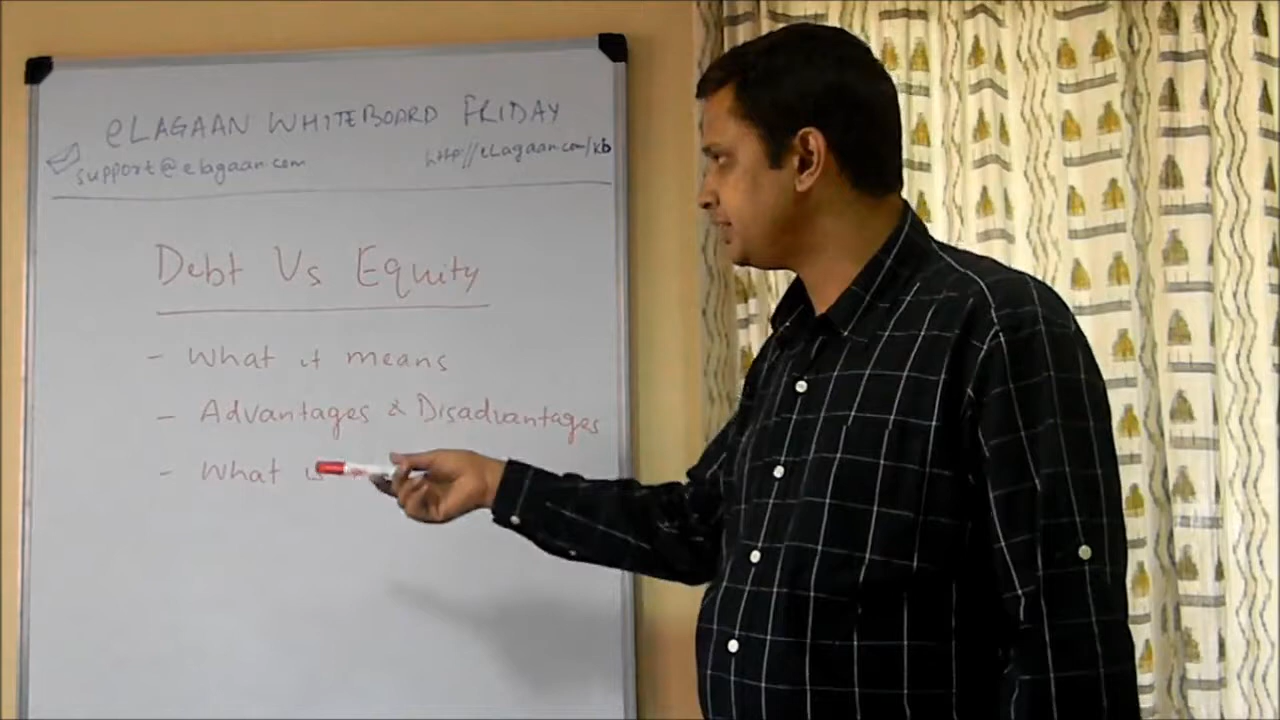 eLAGAAN WHITEBOARD FRIDAY
support@elagaan.com
http://eLagaan.com/kb
Debt Vs Equity
- What it means
- Advantages & Disadvantages
- What is